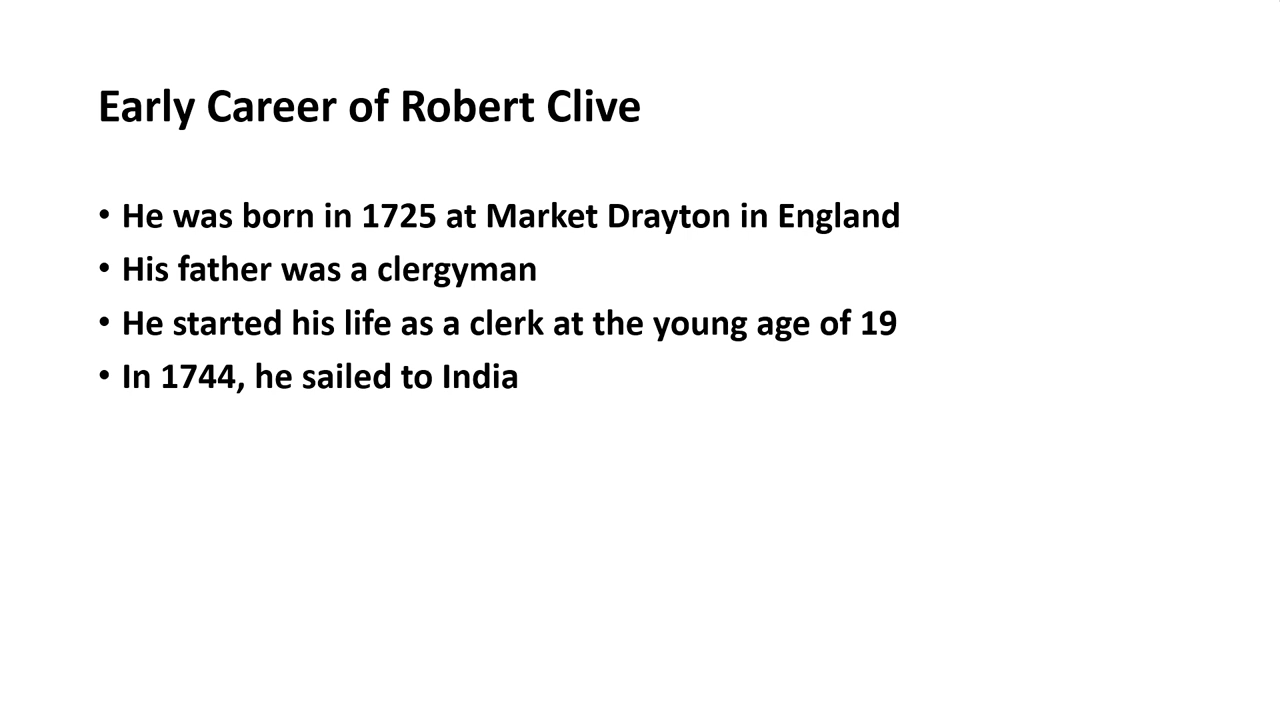 Early Career of Robert Clive
• He was born in 1725 at Market Drayton in England
• His father was a clergyman
• He started his life as a clerk at the young age of 19
• In 1744, he sailed to India